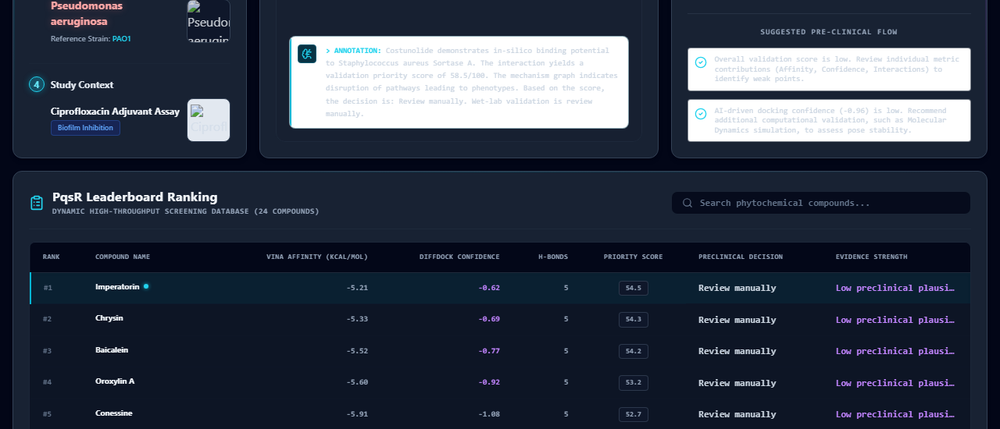 Pseudomonas
aeruginosa
Reference Strain: PAO1
Pseudon
aerugin
4
Study Context
Ciprofloxacin Adjuvant Assay
Biofilm Inhibition
Ciprofl
> ANNOTATION: Costunolide demonstrates in-silico binding potential
to Staphylococcus aureus Sortase A. The interaction yields a
validation priority score of 58.5/100. The mechanism graph indicates
disruption of pathways leading to phenotypes. Based on the score,
the decision is: Review manually. Wet-lab validation is review
manually.
SUGGESTED PRE-CLINICAL FLOW
Overall validation score is low. Review individual metric
contributions (Affinity, Confidence, Interactions) to
identify weak points.
AI-driven docking confidence (-0.96) is low. Recommend
additional computational validation, such as Molecular
Dynamics simulation, to assess pose stability.
PqsR Leaderboard Ranking
DYNAMIC HIGH-THROUGHPUT SCREENING DATABASE (24 COMPOUNDS)
Search phytochemical compounds...
RANK COMPOUND NAME VINA AFFINITY (KCAL/MOL) DIFFDOCK CONFIDENCE H-BONDS PRIORITY SCORE PRECLINICAL DECISION EVIDENCE STRENGTH
#1 Imperatorin -5.21 -0.62 5 54.5 Review manually Low preclinical plausi…
#2 Chrysin -5.33 -0.69 5 54.3 Review manually Low preclinical plausi…
#3 Baicalein -5.52 -0.77 5 54.2 Review manually Low preclinical plausi…
#4 Oroxylin A -5.60 -0.92 5 53.2 Review manually Low preclinical plausi…
#5 Conessine -5.91 -1.08 5 52.7 Review manually Low preclinical plausi…